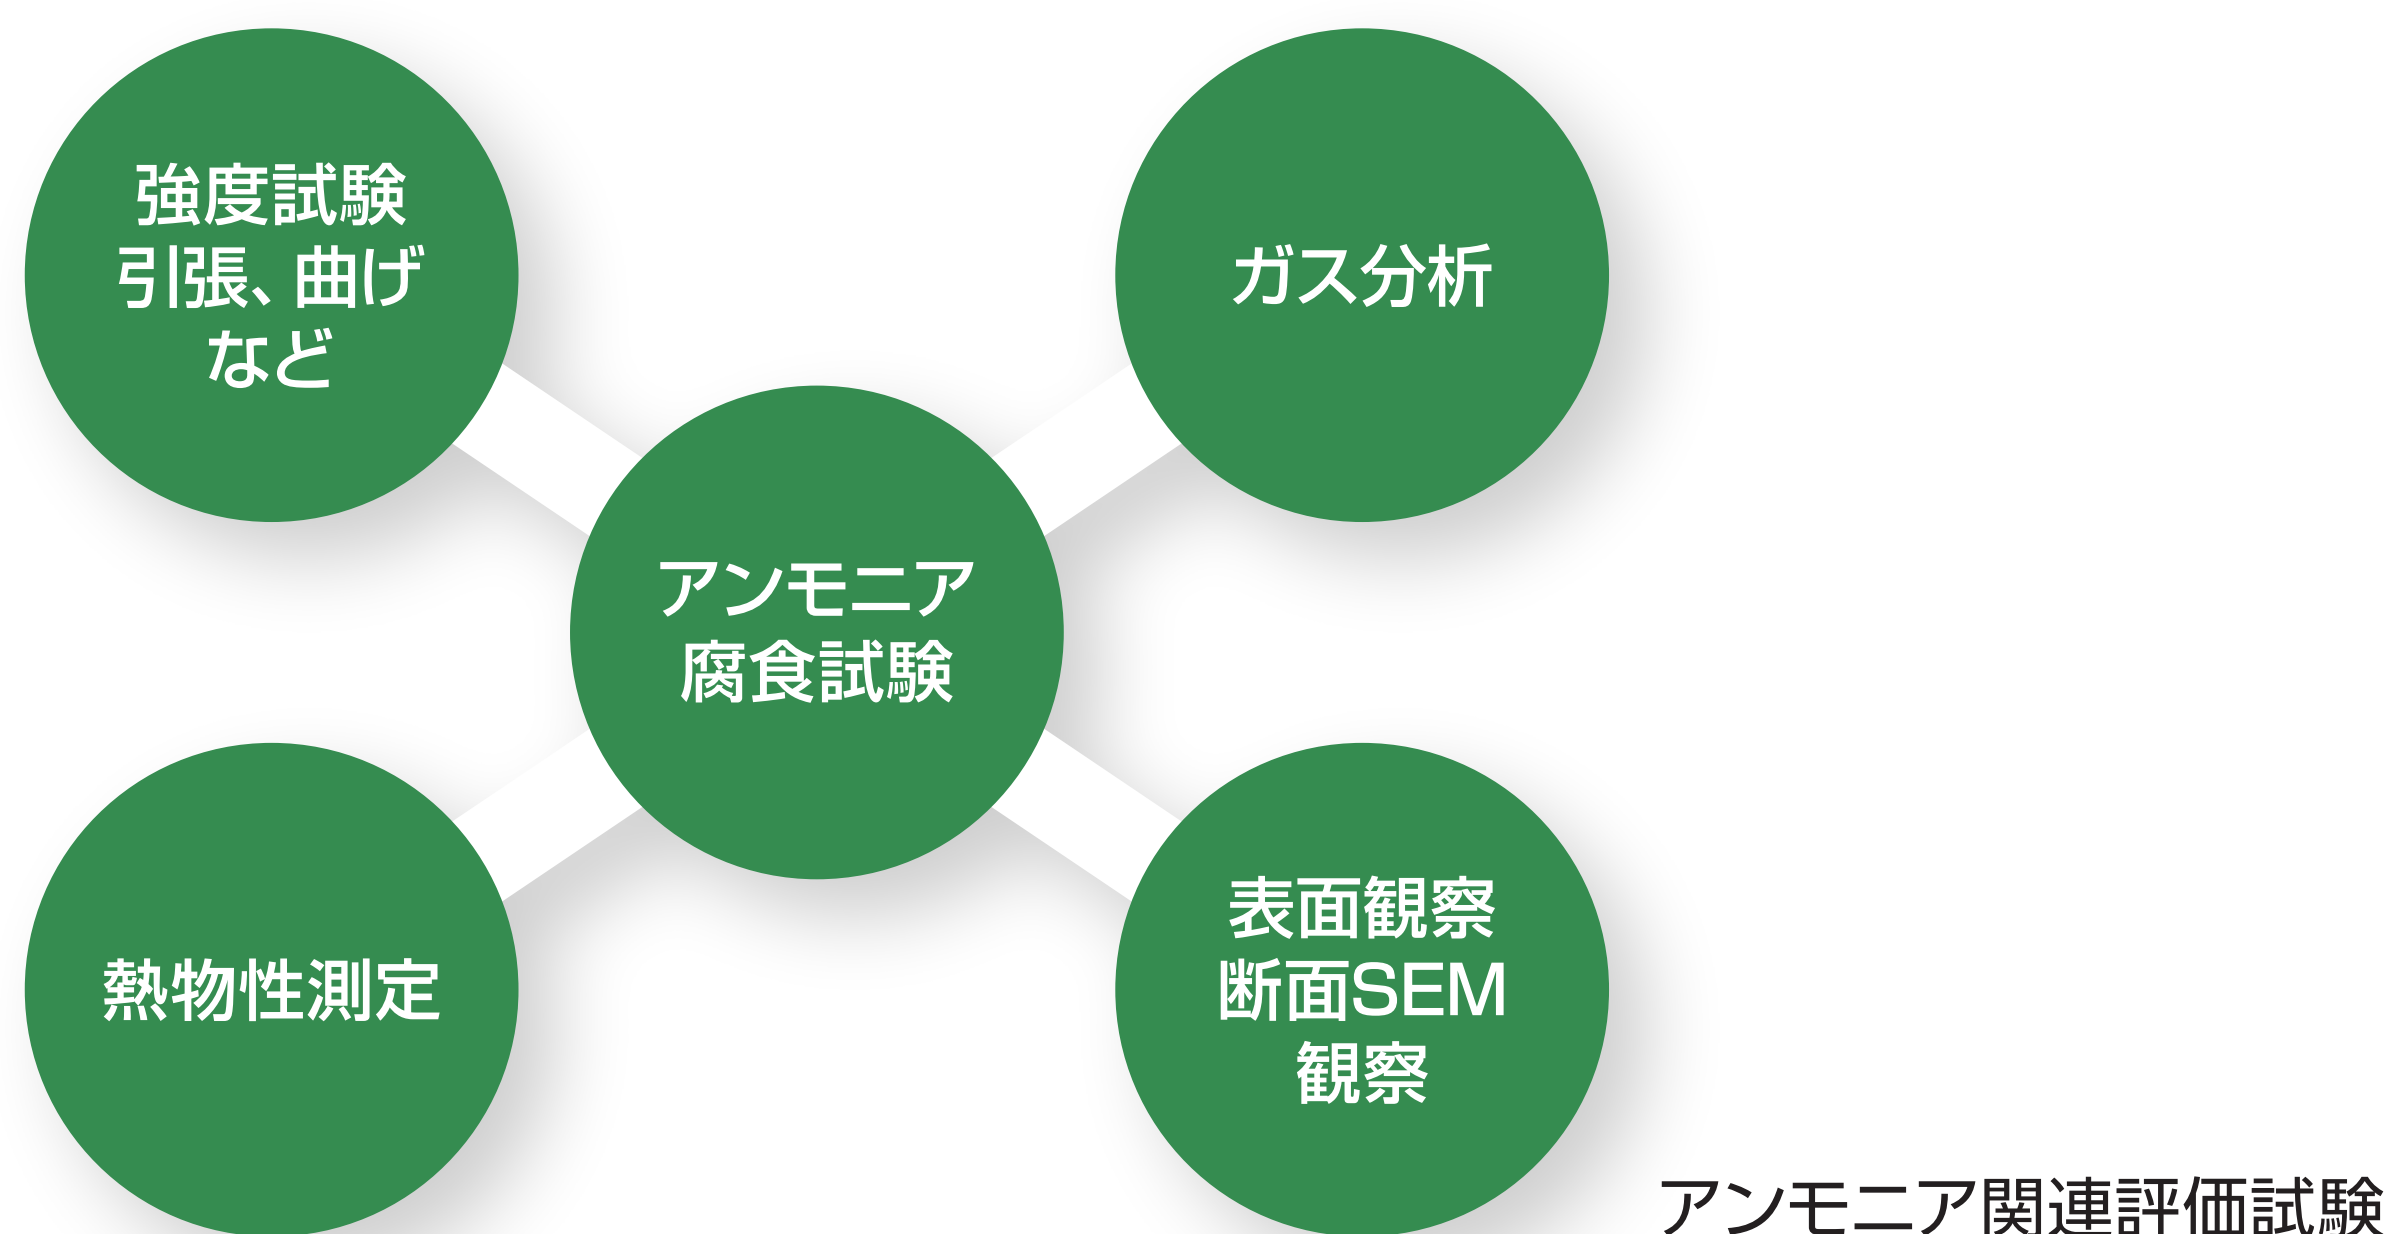 強度試験
引張、曲げ
など
ガス分析
アンモニア
腐食試験
熱物性測定
表面観察
断面SEM
観察
アンモニア関連評価試験